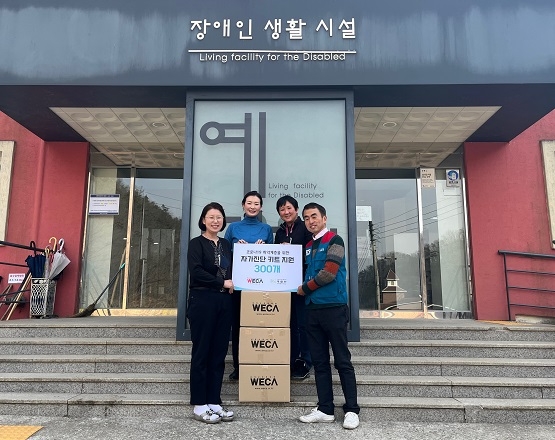 장애인 생활 시설
Living facility for the Disabled
예
Living facility
for the Disabled
자가진단 키트 지원
300개
WECA
WECA
WECA
WECA